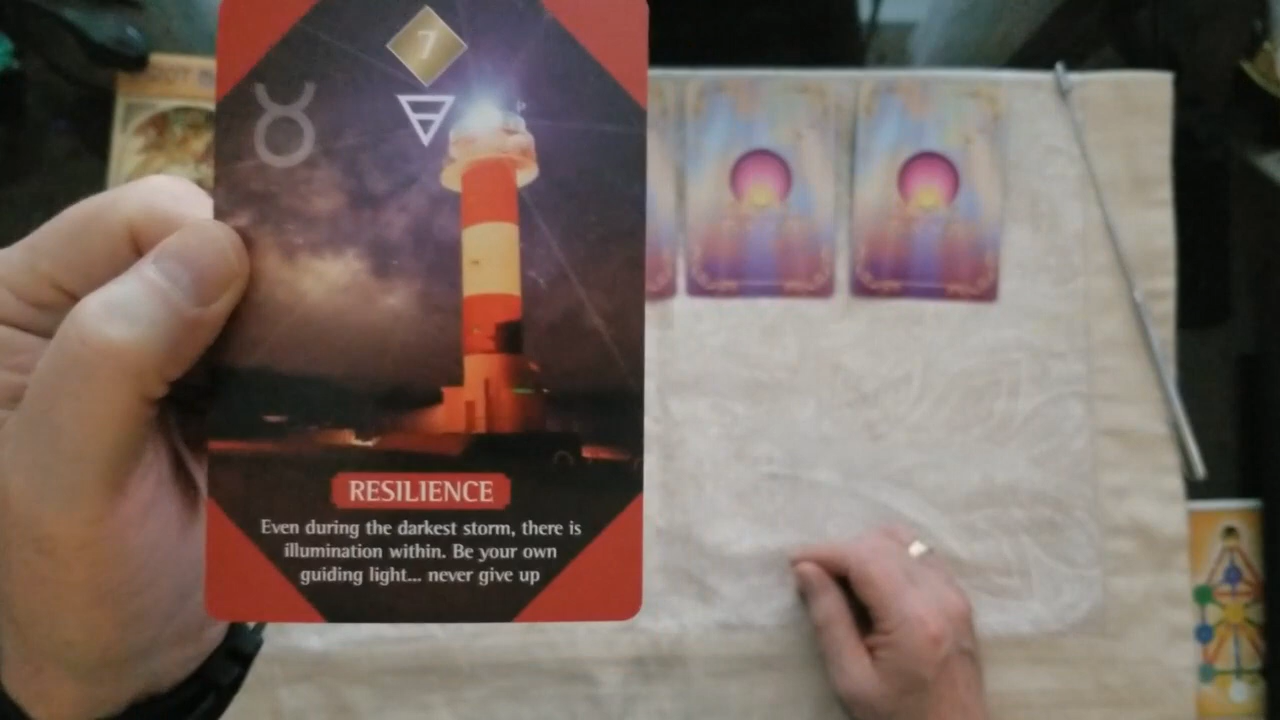 7
RESILIENCE
Even during the darkest storm, there is
illumination within. Be your own
guiding light... never give up